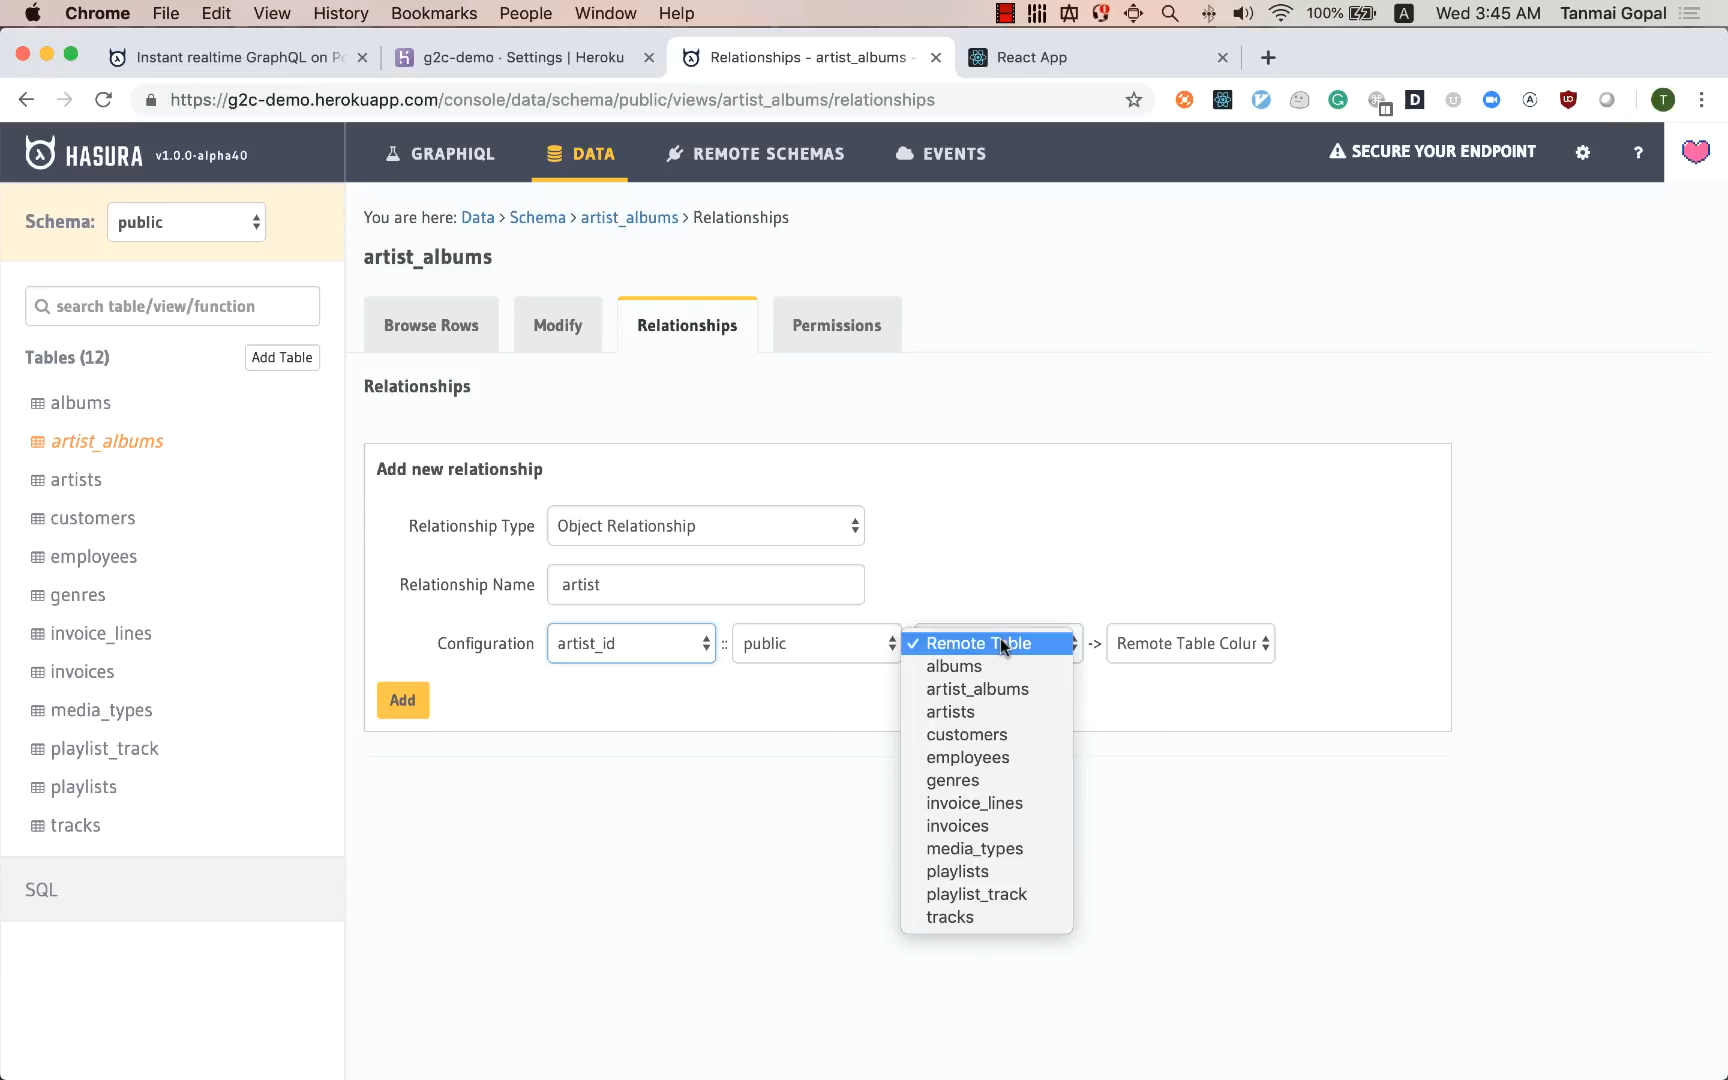 Chrome File Edit View History Bookmarks People Window Help 100% A Wed 3:45 AM Tanmai Gopal
Instant realtime GraphQL on Po g2c-demo · Settings | Heroku Relationships - artist_albums - React App
https://g2c-demo.herokuapp.com/console/data/schema/public/views/artist_albums/relationships D T
HASURA v1.0.0-alpha40 GRAPHIQL DATA REMOTE SCHEMAS EVENTS SECURE YOUR ENDPOINT ?
Schema: public
search table/view/function
Tables (12) Add Table
albums
artist_albums
artists
customers
employees
genres
invoice_lines
invoices
media_types
playlist_track
playlists
tracks
SQL
You are here: Data > Schema > artist_albums > Relationships
artist_albums
Browse Rows Modify Relationships Permissions
Relationships
Add new relationship
Relationship Type Object Relationship
Relationship Name artist
Configuration artist_id :: public Remote Table -> Remote Table Colur
Add
albums
artist_albums
artists
customers
employees
genres
invoice_lines
invoices
media_types
playlists
playlist_track
tracks